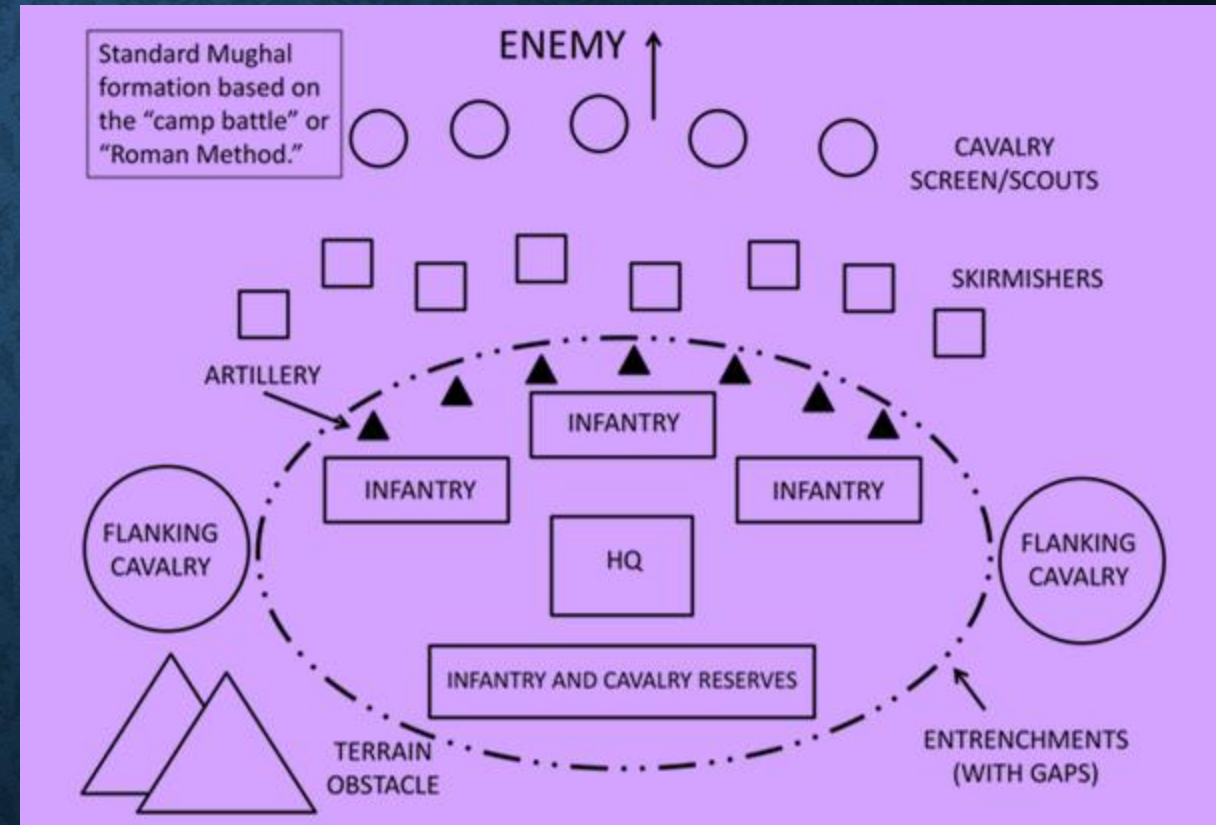 Standard Mughal
formation based on
the “camp battle” or
“Roman Method.”
ENEMY
CAVALRY
SCREEN/SCOUTS
SKIRMISHERS
ARTILLERY
INFANTRY
INFANTRY
INFANTRY
FLANKING
CAVALRY
HQ
FLANKING
CAVALRY
INFANTRY AND CAVALRY RESERVES
TERRAIN
OBSTACLE
ENTRENCHMENTS
(WITH GAPS)